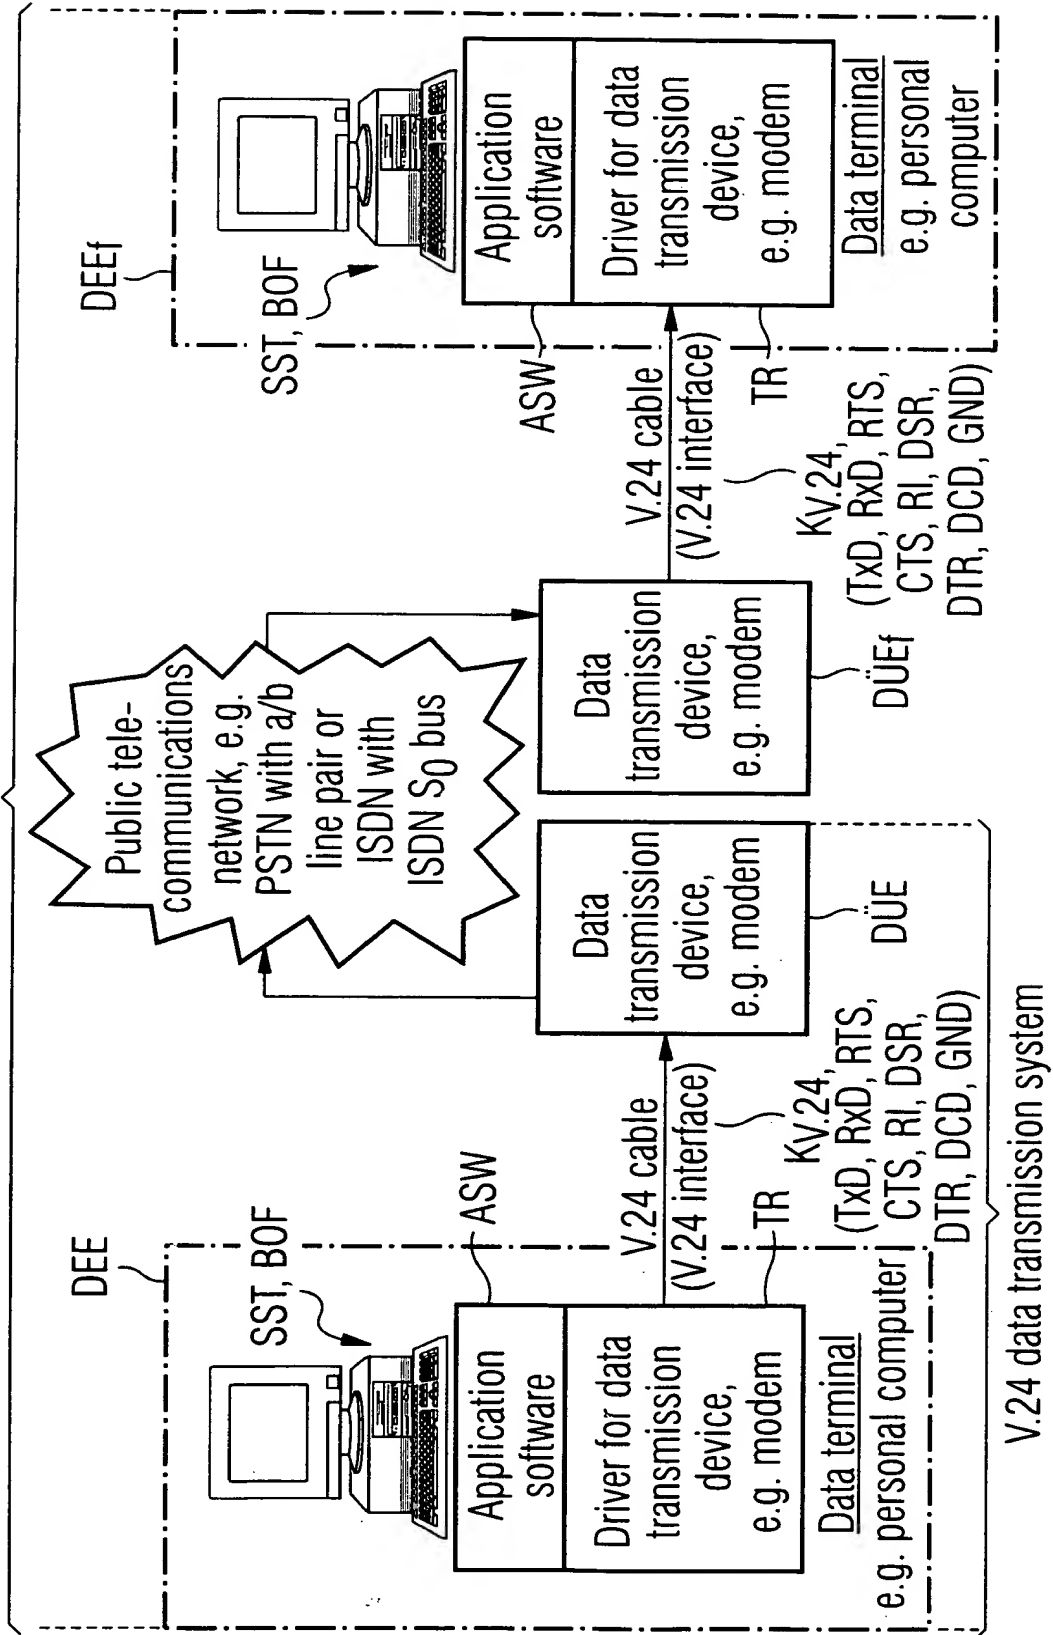 DEE
SST, BOF
ASW
Application
software
Driver for data
transmission
device,
e.g. modem
TR
Data terminal
e.g. personal computer
V.24 cable
(V.24 interface)
KV.24,
(TxD, RxD, RTS,
CTS, RI, DSR,
DTR, DCD, GND)
Data
transmission
device,
e.g. modem
DÜE
V.24 data transmission system
Public tele-
communications
network, e.g.
PSTN with a/b
line pair or
ISDN with
ISDN S0 bus
Data
transmission
device,
e.g. modem
DÜEf
V.24 cable
(V.24 interface)
KV.24,
(TxD, RxD, RTS,
CTS, RI, DSR,
DTR, DCD, GND)
DEEf
SST, BOF
ASW
Application
software
Driver for data
transmission
device,
e.g. modem
TR
Data terminal
e.g. personal
computer